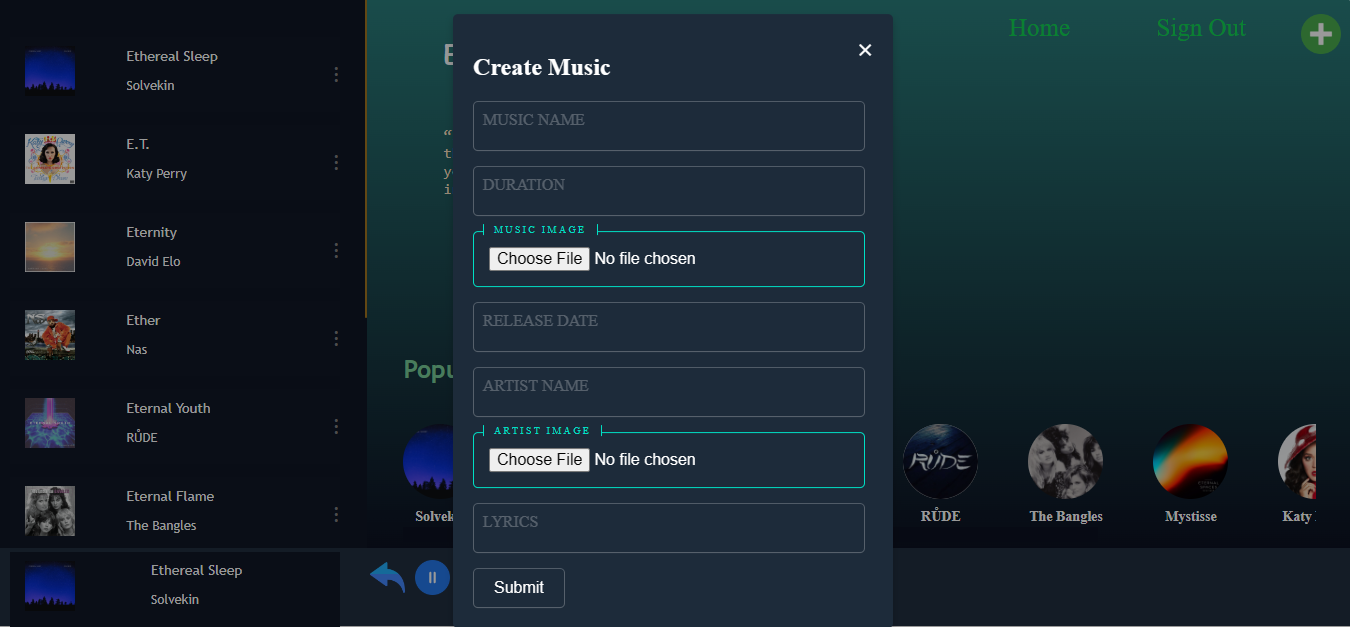 Ethereal Sleep
Solvekin
E.T.
Katy Perry
Eternity
David Elo
Ether
Nas
Eternal Youth
RŮDE
Eternal Flame
The Bangles
Ethereal Sleep
Solvekin
Home
Sign Out
Create Music
MUSIC NAME
DURATION
MUSIC IMAGE
Choose File No file chosen
RELEASE DATE
ARTIST NAME
ARTIST IMAGE
Choose File No file chosen
LYRICS
Submit
RŮDE
RŮDE
The Bangles
Mystisse
Katy